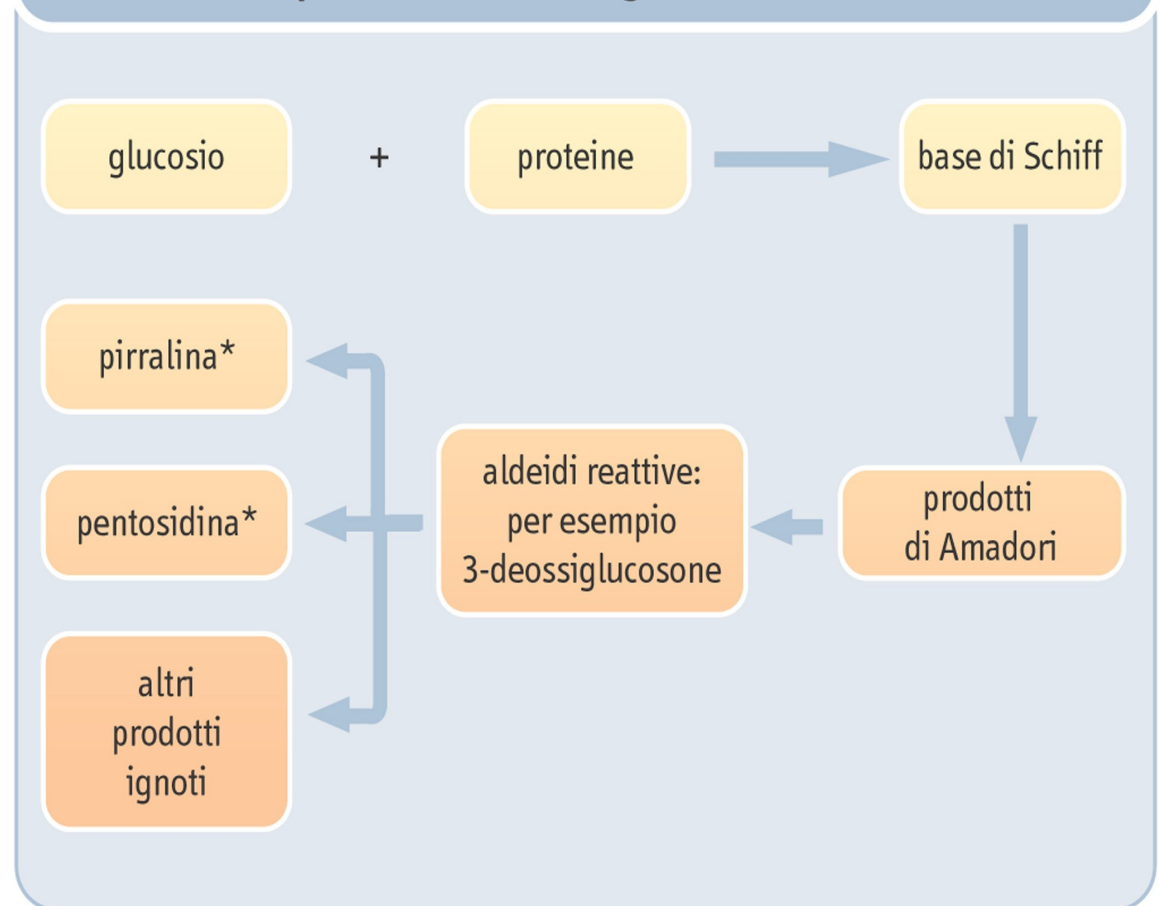 glucosio
+
proteine
base di Schiff
pirralina*
pentosidina*
aldeidi reattive:
per esempio
3-deossiglucosone
prodotti
di Amadori
altri
prodotti
ignoti